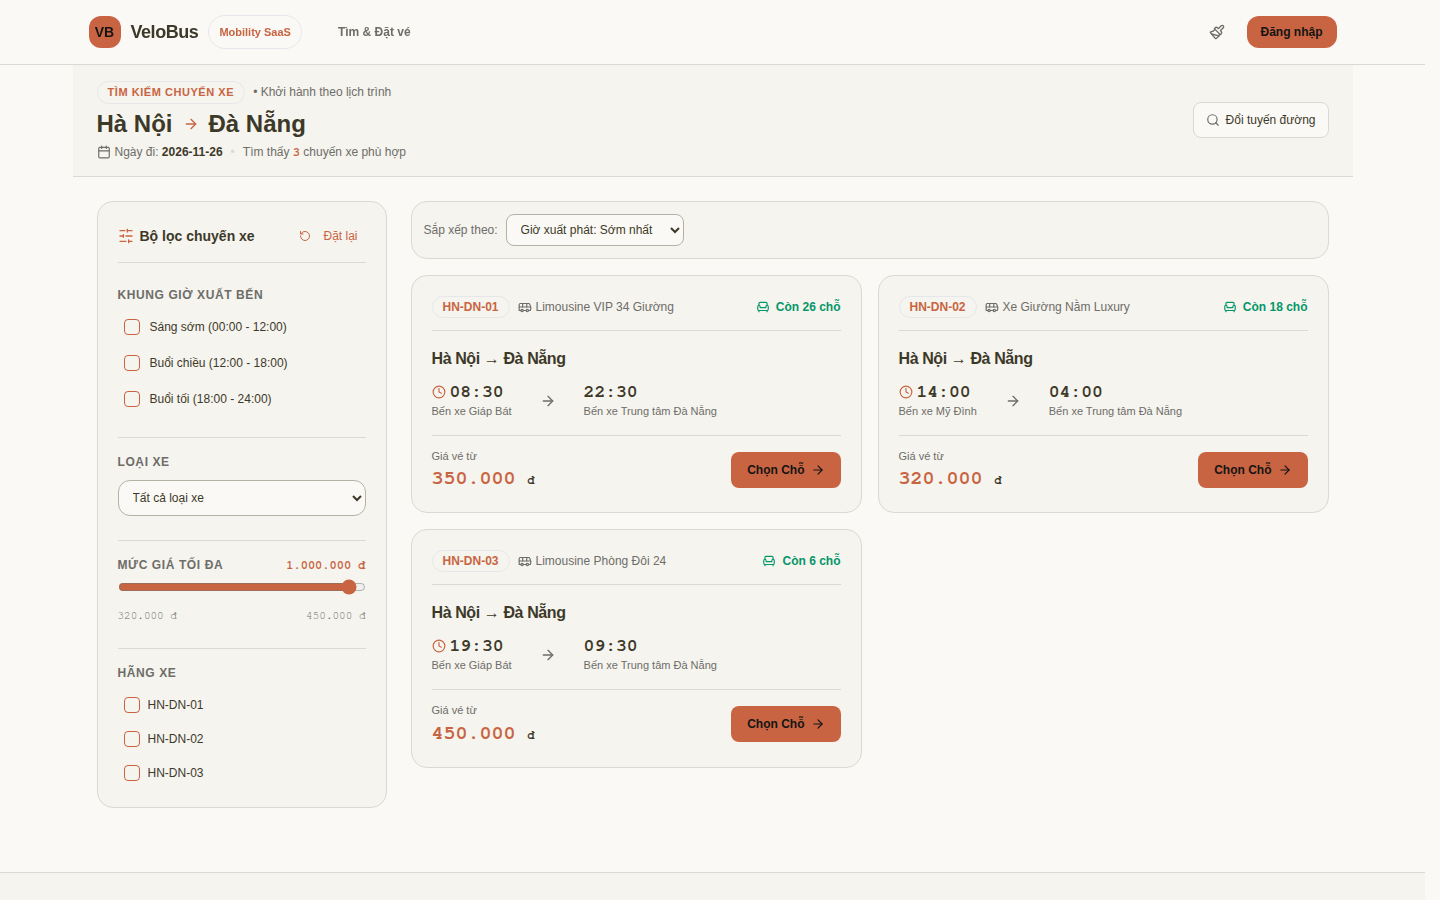 VB VeloBus Mobility SaaS Tìm & Đặt vé Đăng nhập
TÌM KIẾM CHUYẾN XE • Khởi hành theo lịch trình
Hà Nội → Đà Nẵng
Đổi tuyến đường
Ngày đi: 2026-11-26 • Tìm thấy 3 chuyến xe phù hợp
Bộ lọc chuyến xe Đặt lại
KHUNG GIỜ XUẤT BẾN
Sáng sớm (00:00 - 12:00)
Buổi chiều (12:00 - 18:00)
Buổi tối (18:00 - 24:00)
LOẠI XE
Tất cả loại xe
MỨC GIÁ TỐI ĐA 1.000.000 đ
320.000 đ 450.000 đ
HÃNG XE
HN-DN-01
HN-DN-02
HN-DN-03
Sắp xếp theo: Giờ xuất phát: Sớm nhất
HN-DN-01 Limousine VIP 34 Giường Còn 26 chỗ
Hà Nội → Đà Nẵng
08:30 → 22:30
Bến xe Giáp Bát Bến xe Trung tâm Đà Nẵng
Giá vé từ
350.000 đ Chọn Chỗ →
HN-DN-02 Xe Giường Nằm Luxury Còn 18 chỗ
Hà Nội → Đà Nẵng
14:00 → 04:00
Bến xe Mỹ Đình Bến xe Trung tâm Đà Nẵng
Giá vé từ
320.000 đ Chọn Chỗ →
HN-DN-03 Limousine Phòng Đôi 24 Còn 6 chỗ
Hà Nội → Đà Nẵng
19:30 → 09:30
Bến xe Giáp Bát Bến xe Trung tâm Đà Nẵng
Giá vé từ
450.000 đ Chọn Chỗ →